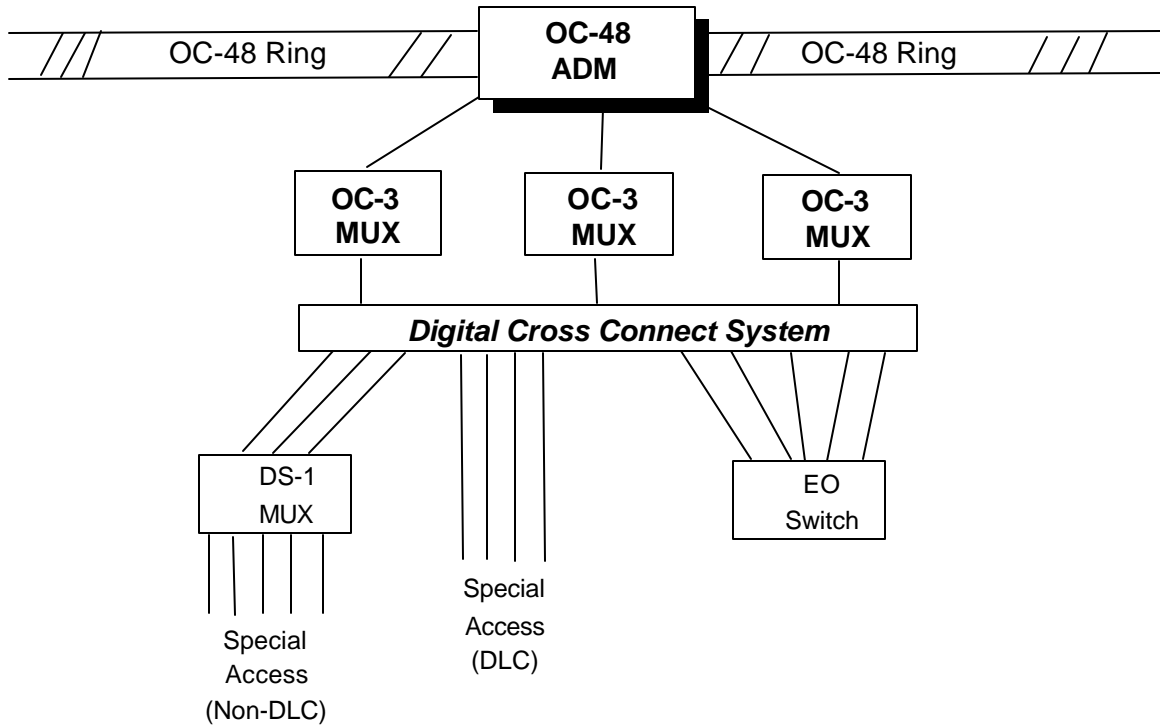 OC-48 Ring
OC-48
ADM
OC-48 Ring
OC-3
MUX
OC-3
MUX
OC-3
MUX
Digital Cross Connect System
DS-1
MUX
EO
Switch
Special
Access
(DLC)
Special
Access
(Non-DLC)